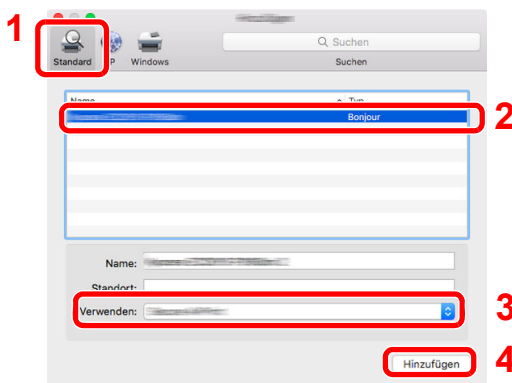 1
Suchen
Standard P Windows Suchen
Name Typ
Bonjour
2
Name:
Standort:
Verwenden:
3
Hinzufügen
4